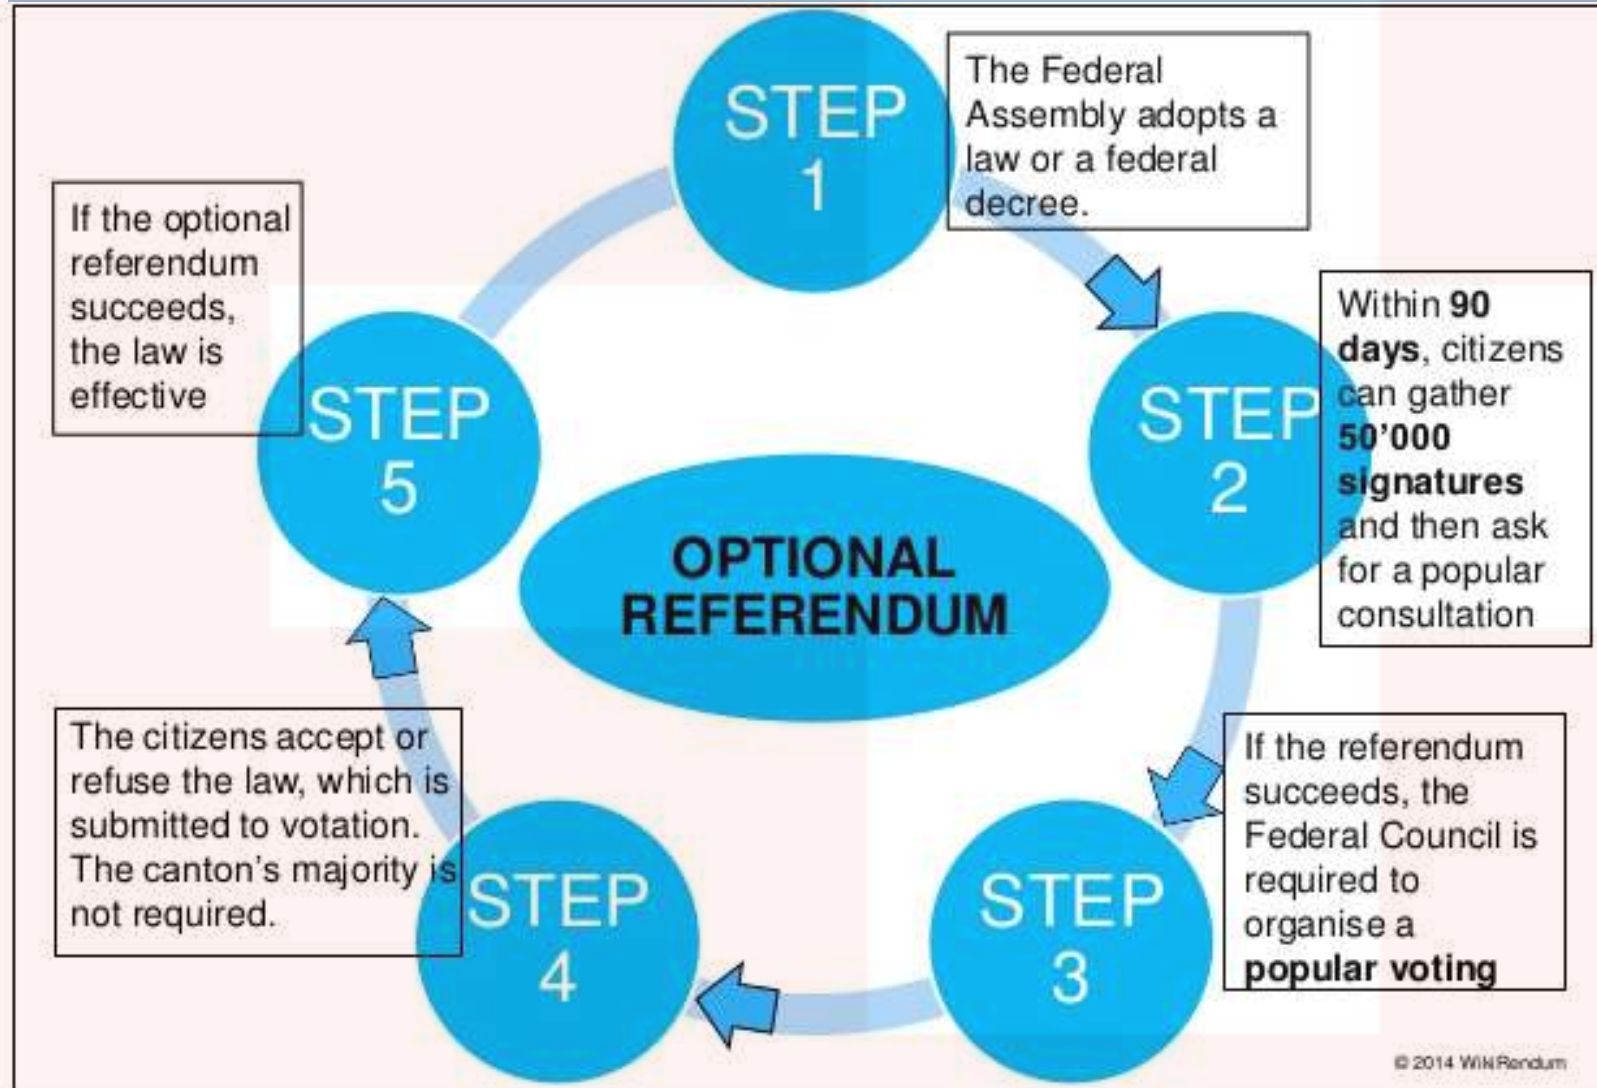 STEP
1
The Federal
Assembly adopts a
law or a federal
decree.
STEP
2
Within 90
days, citizens
can gather
50’000
signatures
and then ask
for a popular
consultation
STEP
3
If the referendum
succeeds, the
Federal Council is
required to
organise a
popular voting
STEP
4
The citizens accept or
refuse the law, which is
submitted to votation.
The canton’s majority is
not required.
STEP
5
If the optional
referendum
succeeds,
the law is
effective
OPTIONAL
REFERENDUM
© 2014 WikiRendum